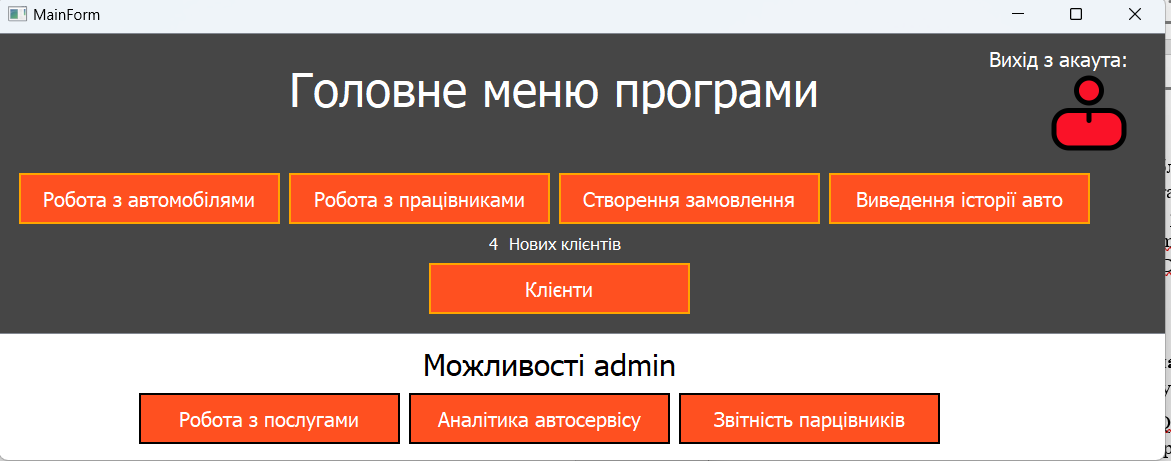 MainForm
Вихід з акаута:
Головне меню програми
Робота з автомобілями
Робота з працівниками
Створення замовлення
Виведення історії авто
4 Нових клієнтів
Клієнти
Можливості admin
Робота з послугами
Аналітика автосервісу
Звітність парцівників